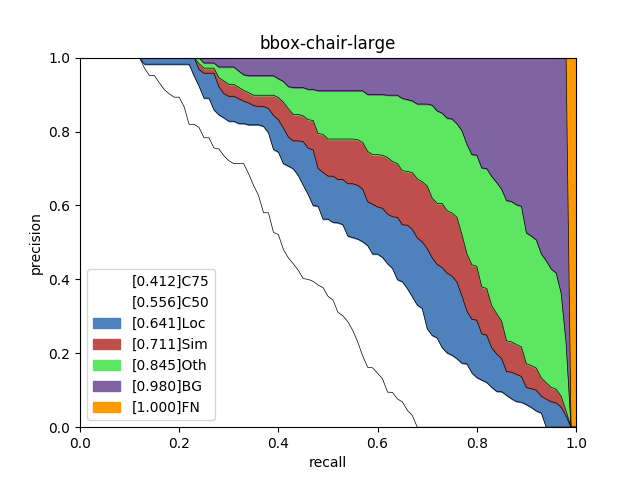 bbox-chair-large
1.0
0.8
0.6
0.4
0.2
0.0
precision
[0.412]C75
[0.556]C50
[0.641]Loc
[0.711]Sim
[0.845]Oth
[0.980]BG
[1.000]FN
0.0 0.2 0.4 0.6 0.8 1.0
recall